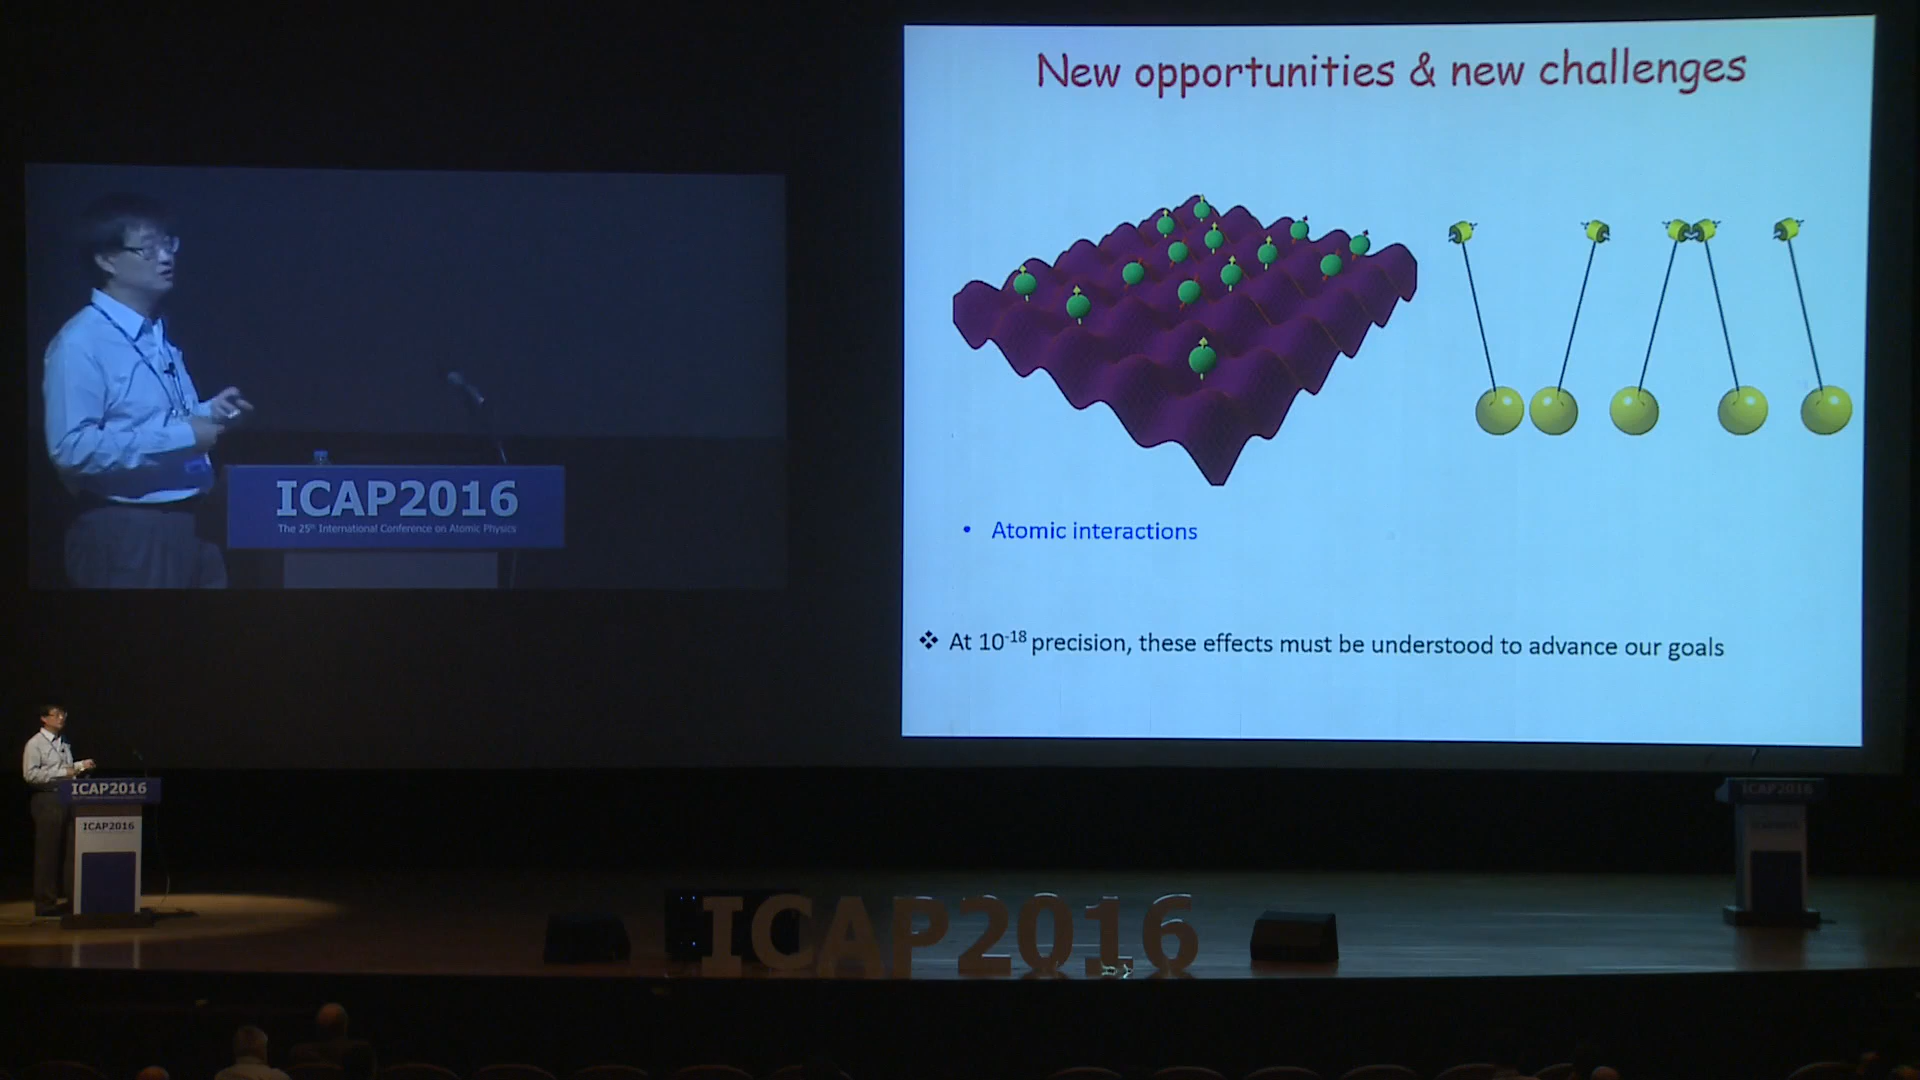 New opportunities & new challenges
• Atomic interactions
❖ At 10⁻¹⁸ precision, these effects must be understood to advance our goals
ICAP2016
The 25th International Conference on Atomic Physics
ICAP2016
ICAP2016
ICAP2016
ICAP2016